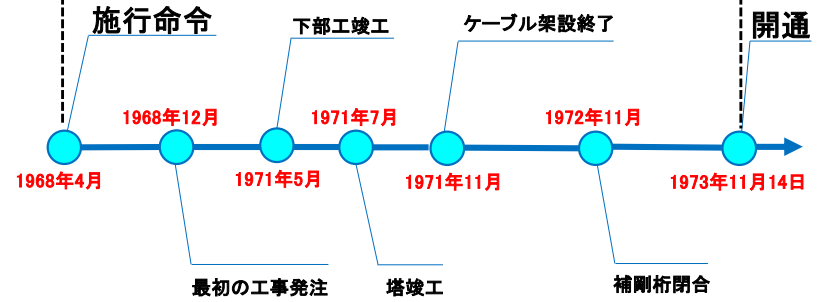 施行命令
1968年4月
1968年12月
最初の工事発注
下部工竣工
1971年5月
1971年7月
塔竣工
ケーブル架設終了
1971年11月
1972年11月
補剛桁閉合
開通
1973年11月14日